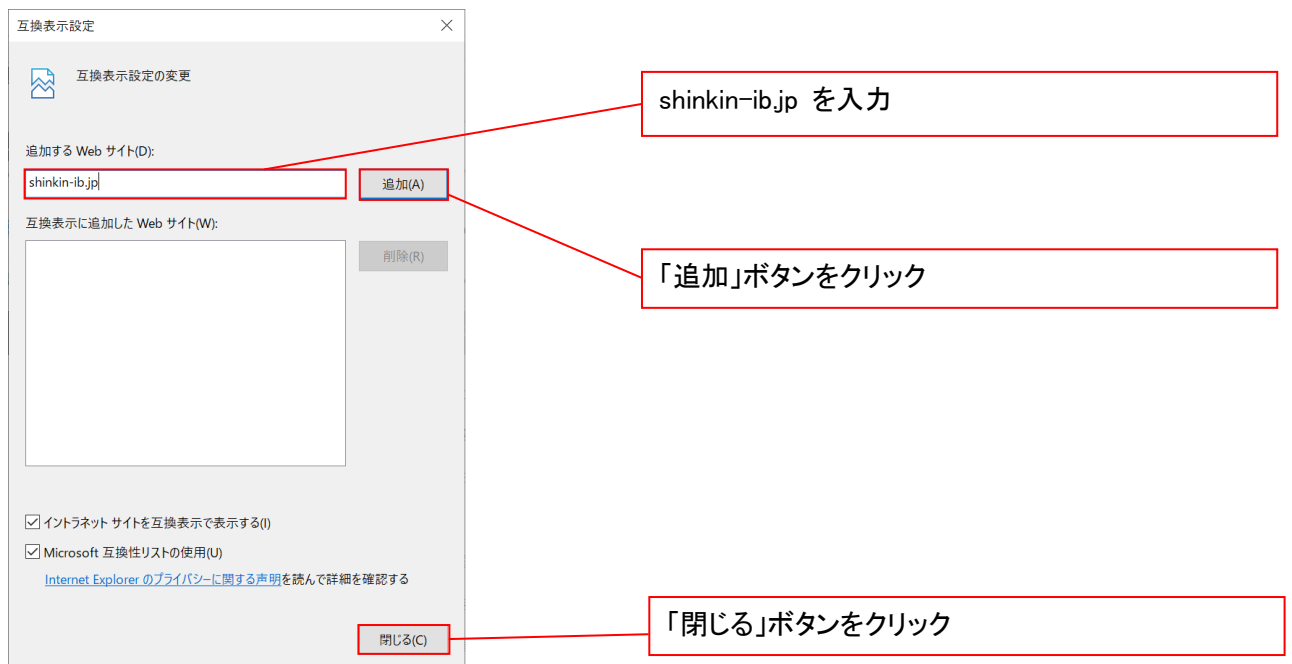 互換表示設定
互換表示設定の変更
shinkin-ib.jp を入力
追加する Web サイト(D):
shinkin-ib.jp
追加(A)
互換表示に追加した Web サイト(W):
削除(R)
「追加」ボタンをクリック
イントラネット サイトを互換表示で表示する(I)
Microsoft 互換性リストの使用(U)
Internet Explorer のプライバシーに関する声明を読んで詳細を確認する
「閉じる」ボタンをクリック
閉じる(C)